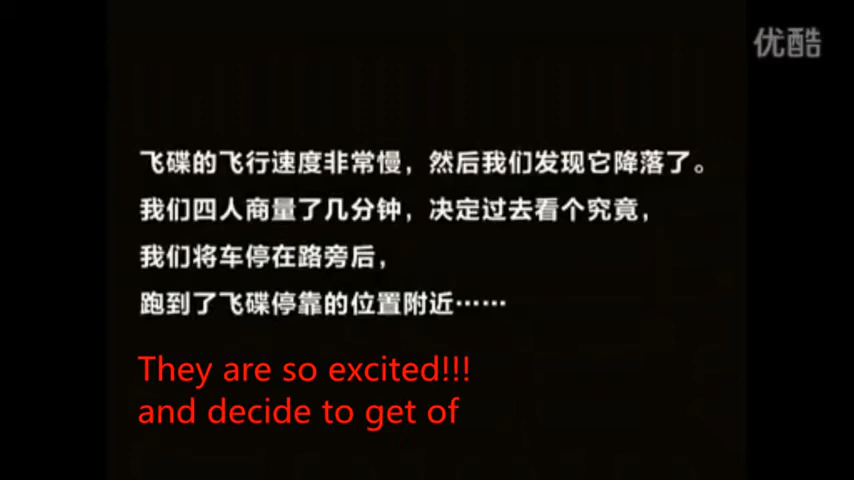 优酷
飞碟的飞行速度非常慢，然后我们发现它降落了。
我们四人商量了几分钟，决定过去看个究竟，
我们将车停在路旁后，
跑到了飞碟停靠的位置附近……
They are so excited!!!
and decide to get of